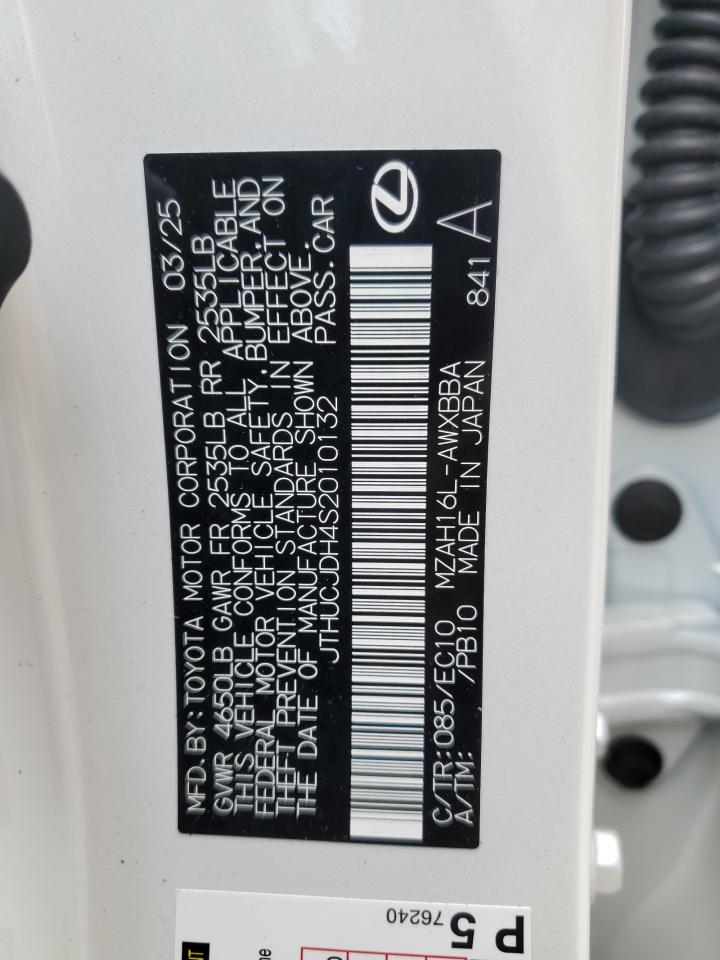 MFD. BY: TOYOTA MOTOR CORPORATION 03/25
GVWR 4650LB GAWR FR 2535LB RR 2535LB
THIS VEHICLE CONFORMS TO ALL APPLICABLE
FEDERAL MOTOR VEHICLE SAFETY, BUMPER, AND
THEFT PREVENTION STANDARDS IN EFFECT ON
THE DATE OF MANUFACTURE SHOWN ABOVE.
JTHUCJDH4S2010132 PASS. CAR
C/TR: 085/EC10 MZAH16L-AWXBBA 841 A
A/TM: /PB10 MADE IN JAPAN
76240
P 5